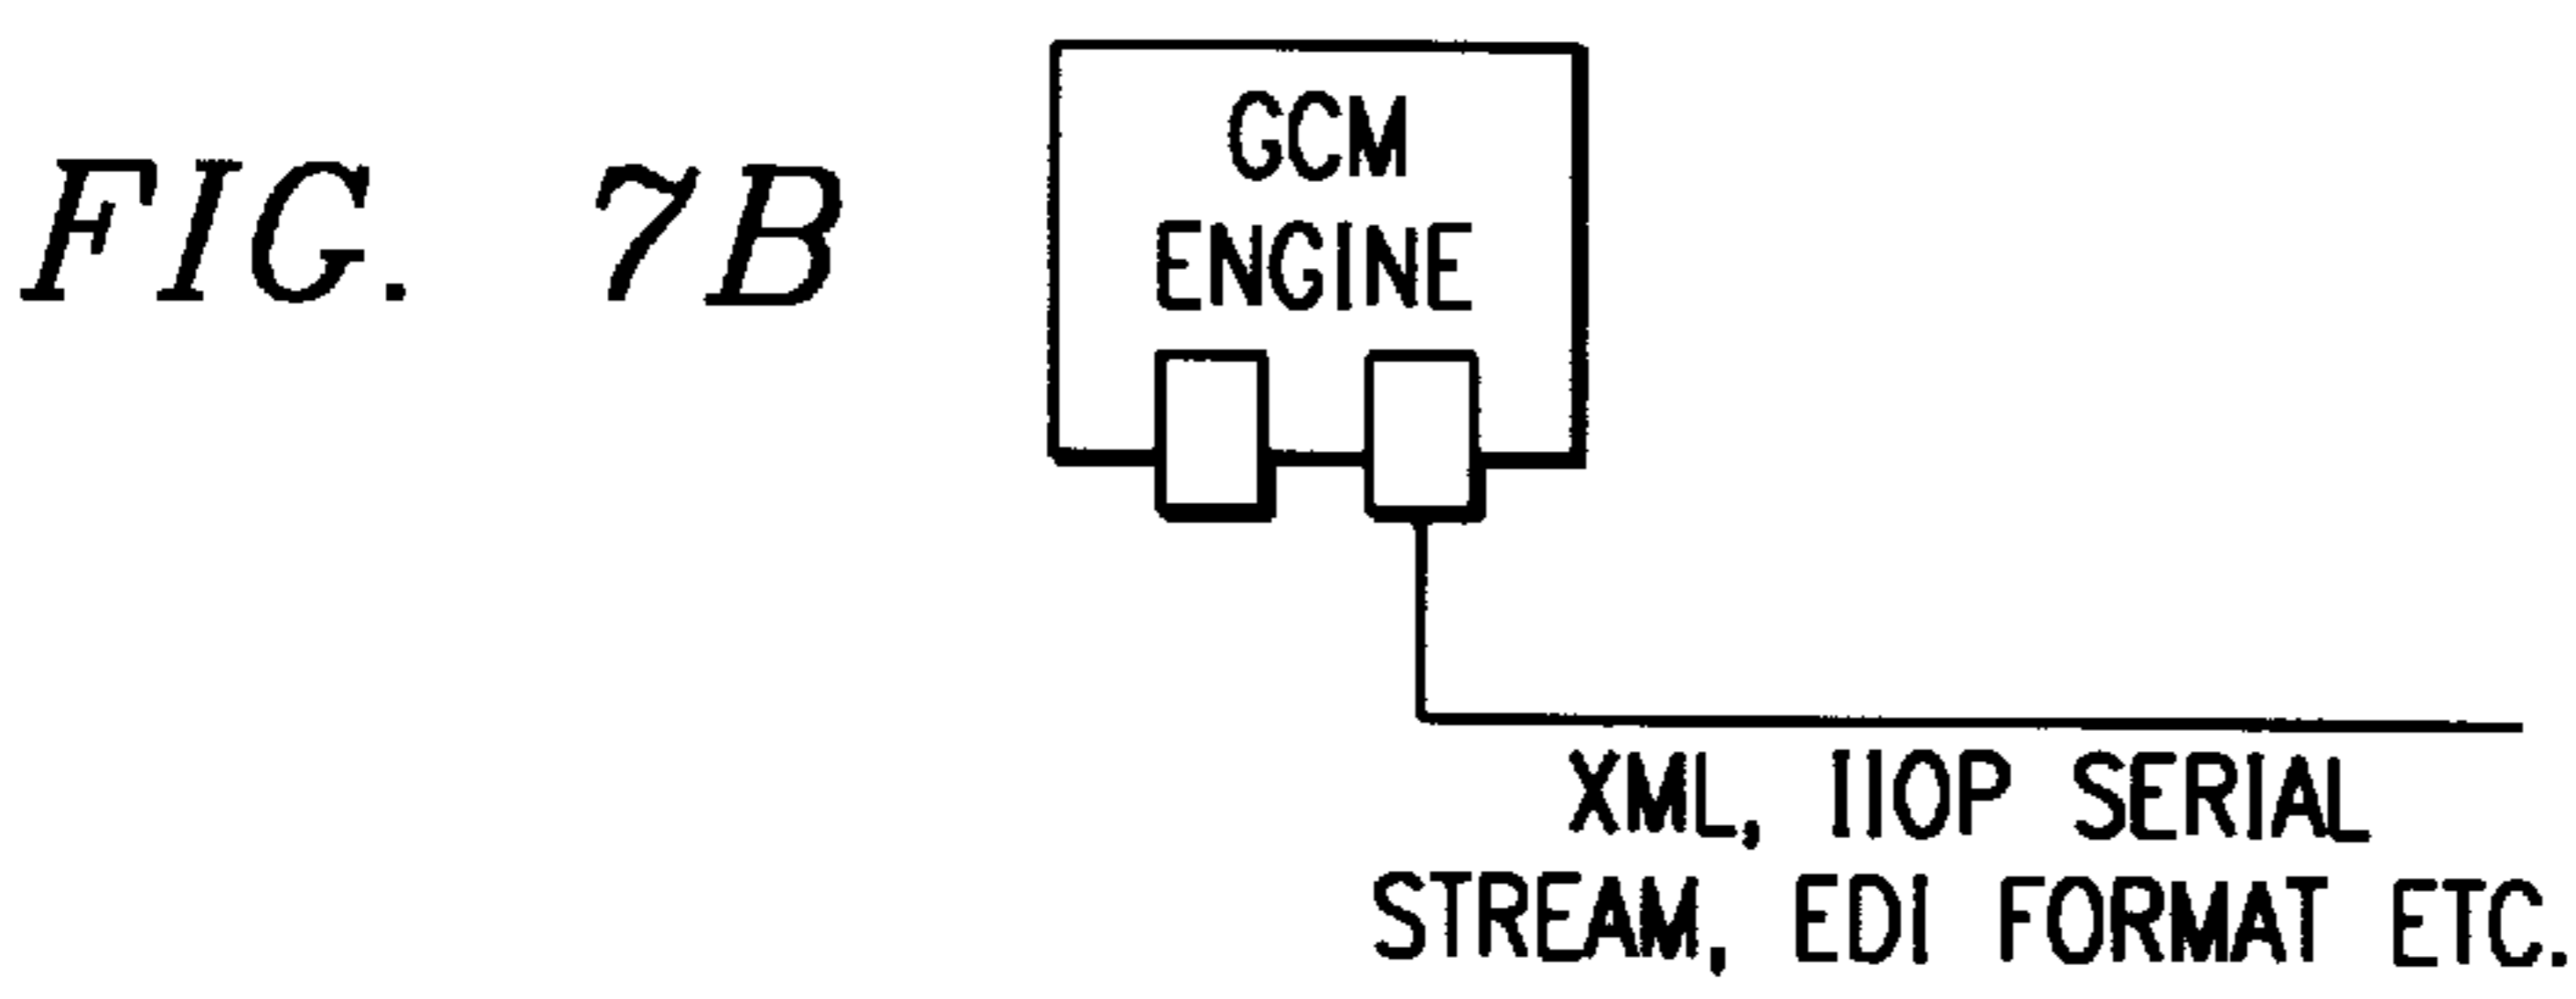 FIG. 7B
GCM
ENGINE
XML, IIOP SERIAL
STREAM, EDI FORMAT ETC.